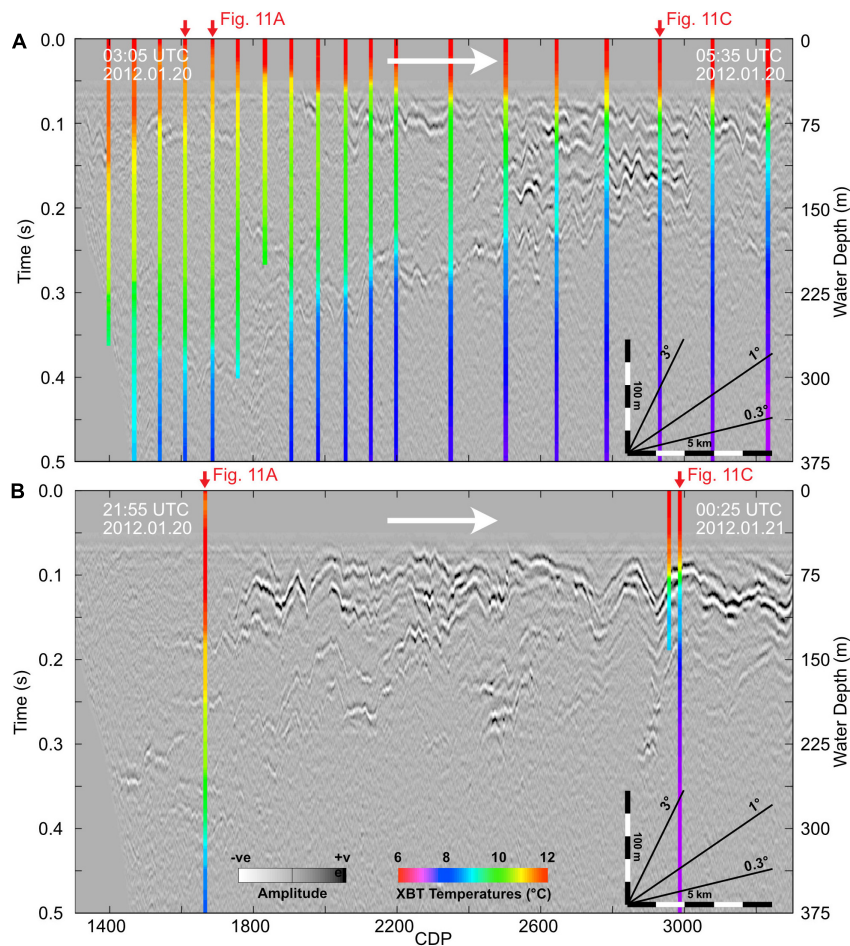 Fig. 11A
Fig. 11C
A
0.0
03:05 UTC
2012.01.20
05:35 UTC
2012.01.20
0
0.1
75
0.2
150
Time (s)
Water Depth (m)
0.3
225
0.4
300
0.5
375
3°
1°
0.3°
100 m
5 km
Fig. 11A
Fig. 11C
B
0.0
21:55 UTC
2012.01.20
00:25 UTC
2012.01.21
0
0.1
75
0.2
150
Time (s)
Water Depth (m)
0.3
225
0.4
300
0.5
375
3°
1°
0.3°
100 m
5 km
-ve
+v
e
Amplitude
6 8 10 12
XBT Temperatures (°C)
1400 1800 2200 2600 3000
CDP